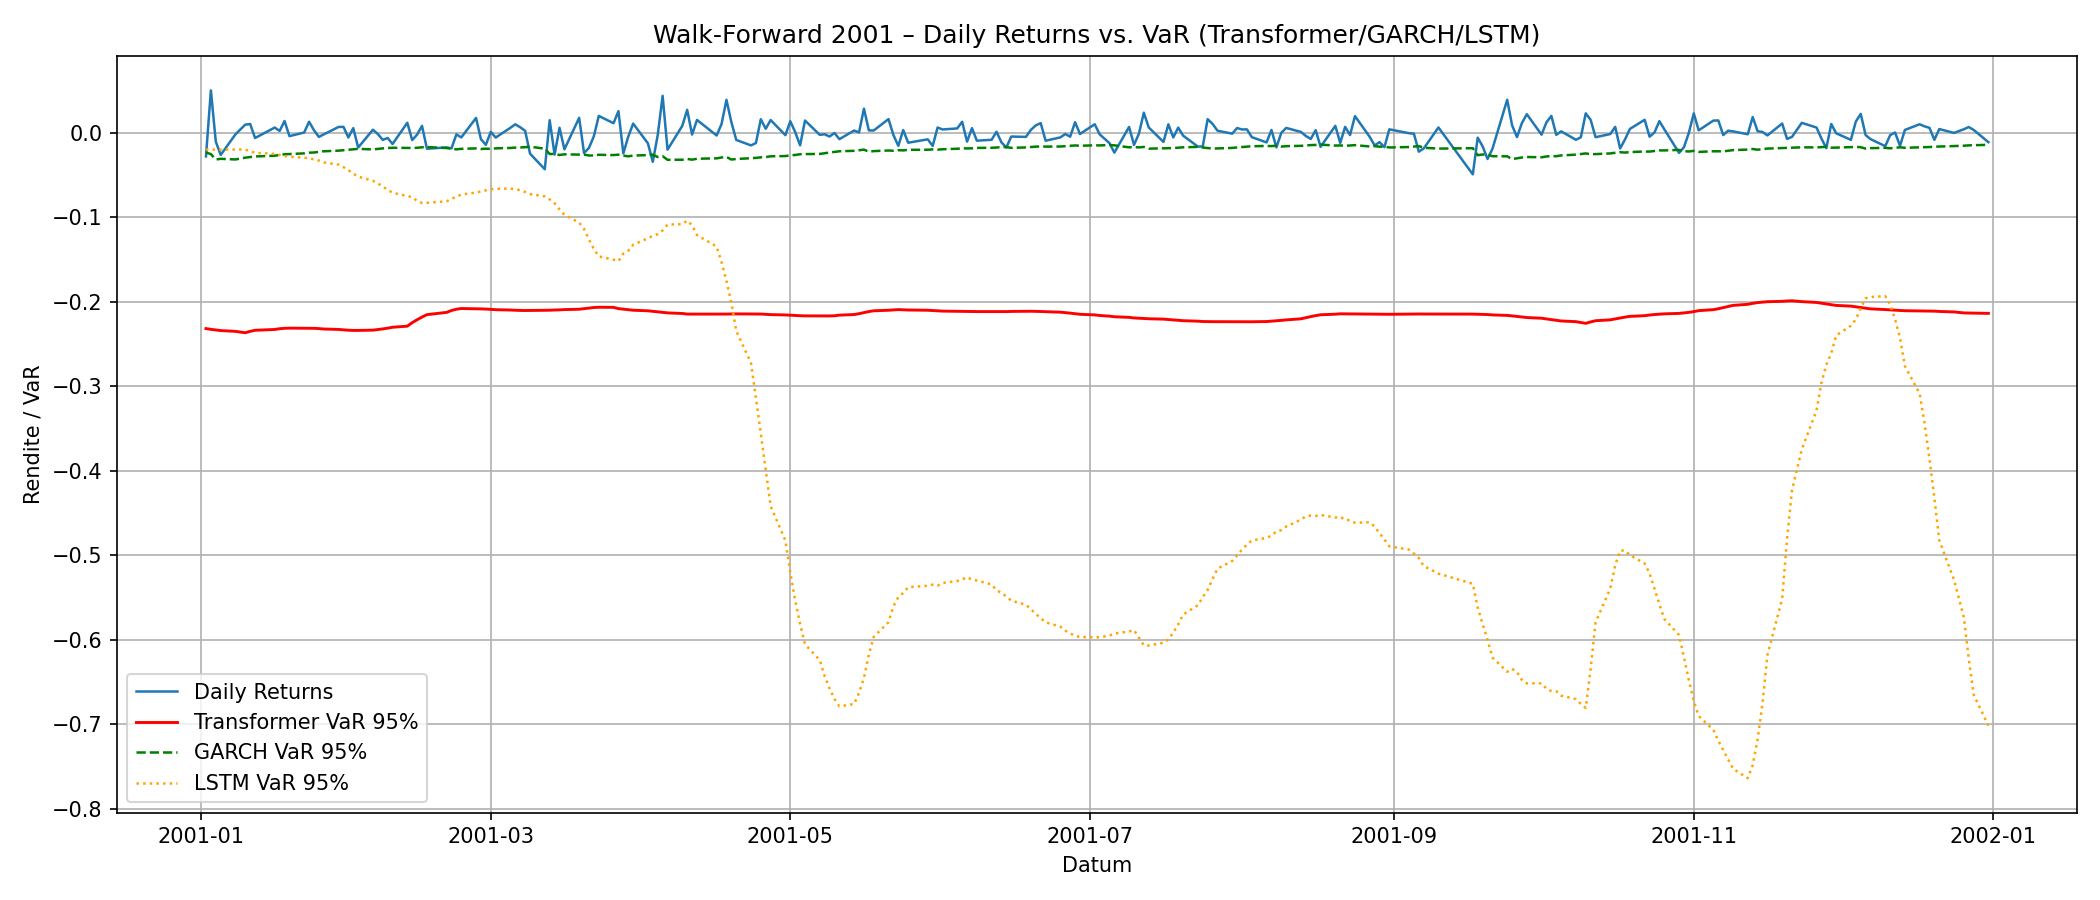 Walk-Forward 2001 – Daily Returns vs. VaR (Transformer/GARCH/LSTM)
Rendite / VaR
0.0
−0.1
−0.2
−0.3
−0.4
−0.5
−0.6
−0.7
−0.8
Daily Returns
Transformer VaR 95%
GARCH VaR 95%
LSTM VaR 95%
2001-01 2001-03 2001-05 2001-07 2001-09 2001-11 2002-01
Datum